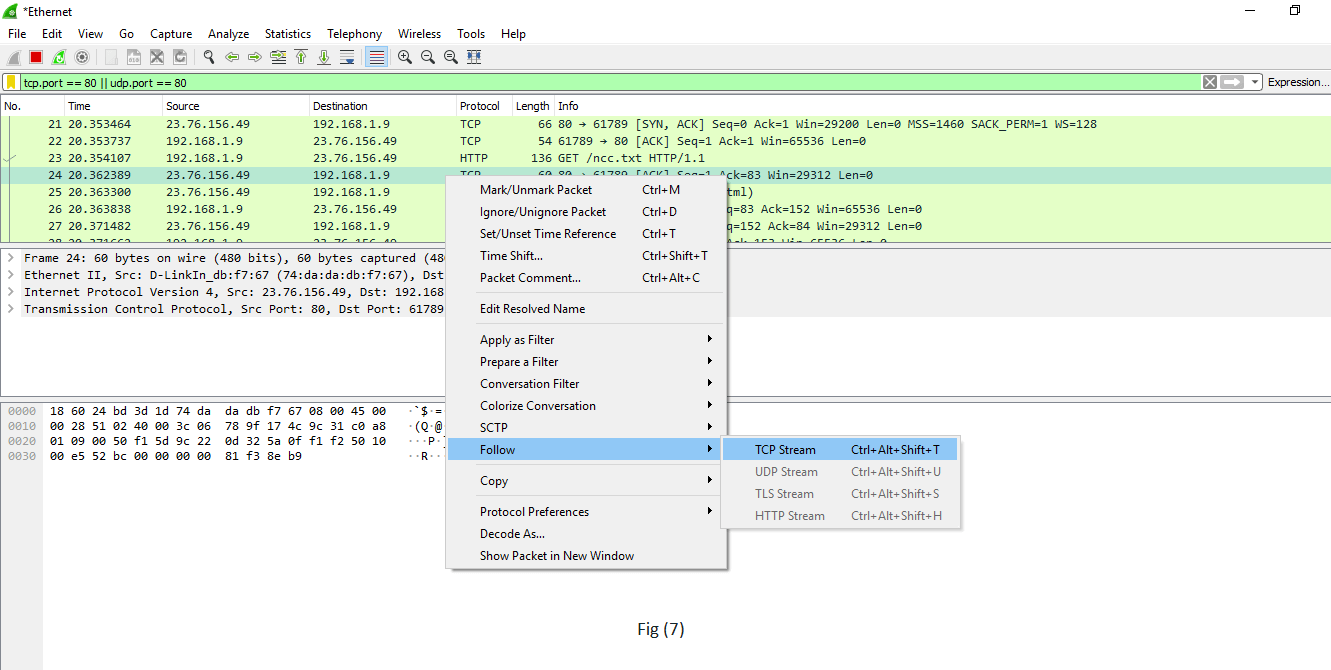 *Ethernet
File Edit View Go Capture Analyze Statistics Telephony Wireless Tools Help
tcp.port == 80 || udp.port == 80 Expression...
No. Time Source Destination Protocol Length Info
21 20.353464 23.76.156.49 192.168.1.9 TCP 66 80 → 61789 [SYN, ACK] Seq=0 Ack=1 Win=29200 Len=0 MSS=1460 SACK_PERM=1 WS=128
22 20.353737 192.168.1.9 23.76.156.49 TCP 54 61789 → 80 [ACK] Seq=1 Ack=1 Win=65536 Len=0
23 20.354107 192.168.1.9 23.76.156.49 HTTP 136 GET /ncc.txt HTTP/1.1
24 20.362389 23.76.156.49 192.168.1.9 TCP 60 80 → 61789 [ACK] Seq=1 Ack=83 Win=29312 Len=0
25 20.363300 23.76.156.49 192.168.1.9 tml)
26 20.363838 192.168.1.9 23.76.156.49 q=83 Ack=152 Win=65536 Len=0
27 20.371482 23.76.156.49 192.168.1.9 q=152 Ack=84 Win=29312 Len=0
28 20.371662 192.168.1.9 23.76.156.49 Ack=153 Win=65536 Len=0
Frame 24: 60 bytes on wire (480 bits), 60 bytes captured (480
Ethernet II, Src: D-LinkIn_db:f7:67 (74:da:da:db:f7:67), Dst
Internet Protocol Version 4, Src: 23.76.156.49, Dst: 192.168
Transmission Control Protocol, Src Port: 80, Dst Port: 61789
0000 18 60 24 bd 3d 1d 74 da da db f7 67 08 00 45 00 ·`$·=
0010 00 28 51 02 40 00 3c 06 78 9f 17 4c 9c 31 c0 a8 ·(Q·@
0020 01 09 00 50 f1 5d 9c 22 0d 32 5a 0f f1 f2 50 10 ···P·]
0030 00 e5 52 bc 00 00 00 00 81 f3 8e b9 ··R·
Mark/Unmark Packet Ctrl+M
Ignore/Unignore Packet Ctrl+D
Set/Unset Time Reference Ctrl+T
Time Shift... Ctrl+Shift+T
Packet Comment... Ctrl+Alt+C
Edit Resolved Name
Apply as Filter
Prepare a Filter
Conversation Filter
Colorize Conversation
SCTP
Follow
Copy
Protocol Preferences
Decode As...
Show Packet in New Window
TCP Stream Ctrl+Alt+Shift+T
UDP Stream Ctrl+Alt+Shift+U
TLS Stream Ctrl+Alt+Shift+S
HTTP Stream Ctrl+Alt+Shift+H
Fig (7)